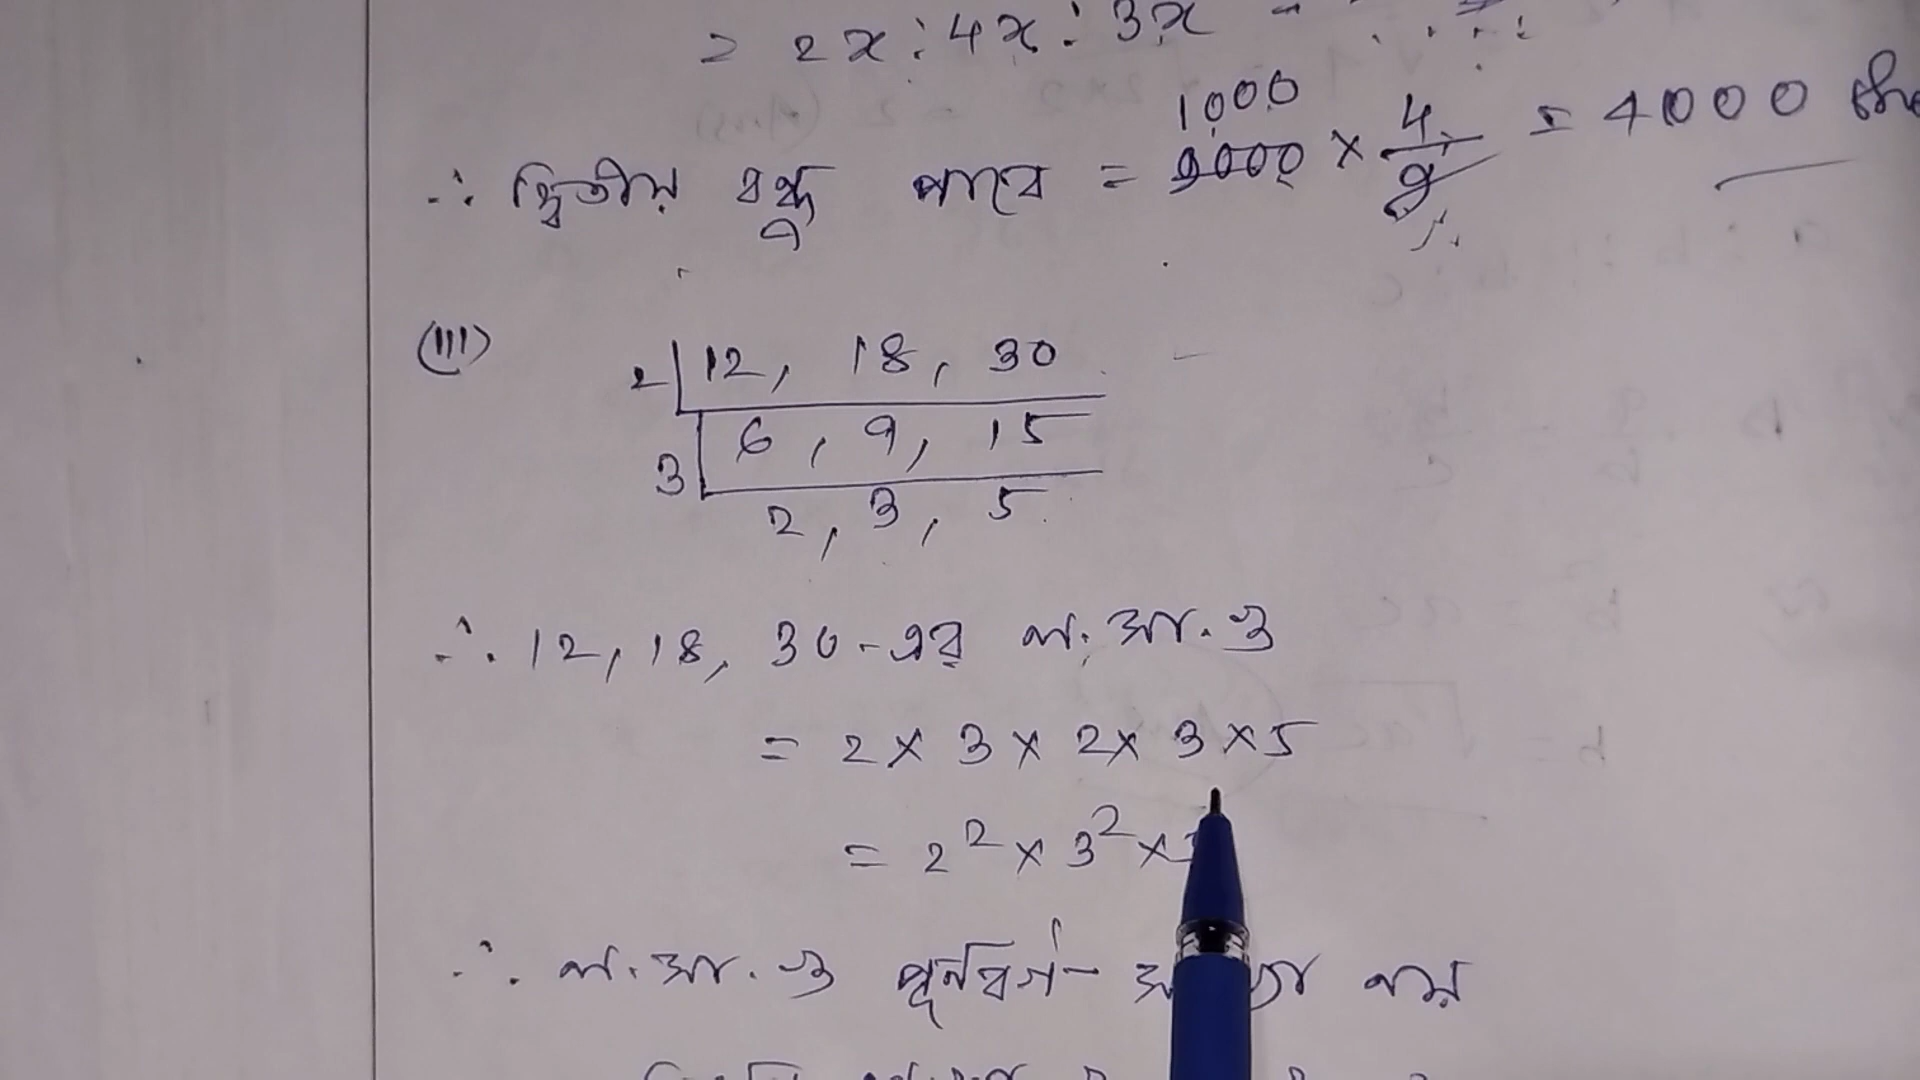 = 2x : 4x : 3x
1000
∴ দ্বিতীয় বন্ধু পাবে = 9000 × 4/9 = 4000
1
(III)
2 | 12, 18, 30
3 | 6, 9, 15
2, 3, 5
∴ 12, 18, 30-এর ল.সা.গু
= 2 × 3 × 2 × 3 × 5
= 2² × 3² ×
∴ ল.সা.গু পূর্ণবর্গ নয়